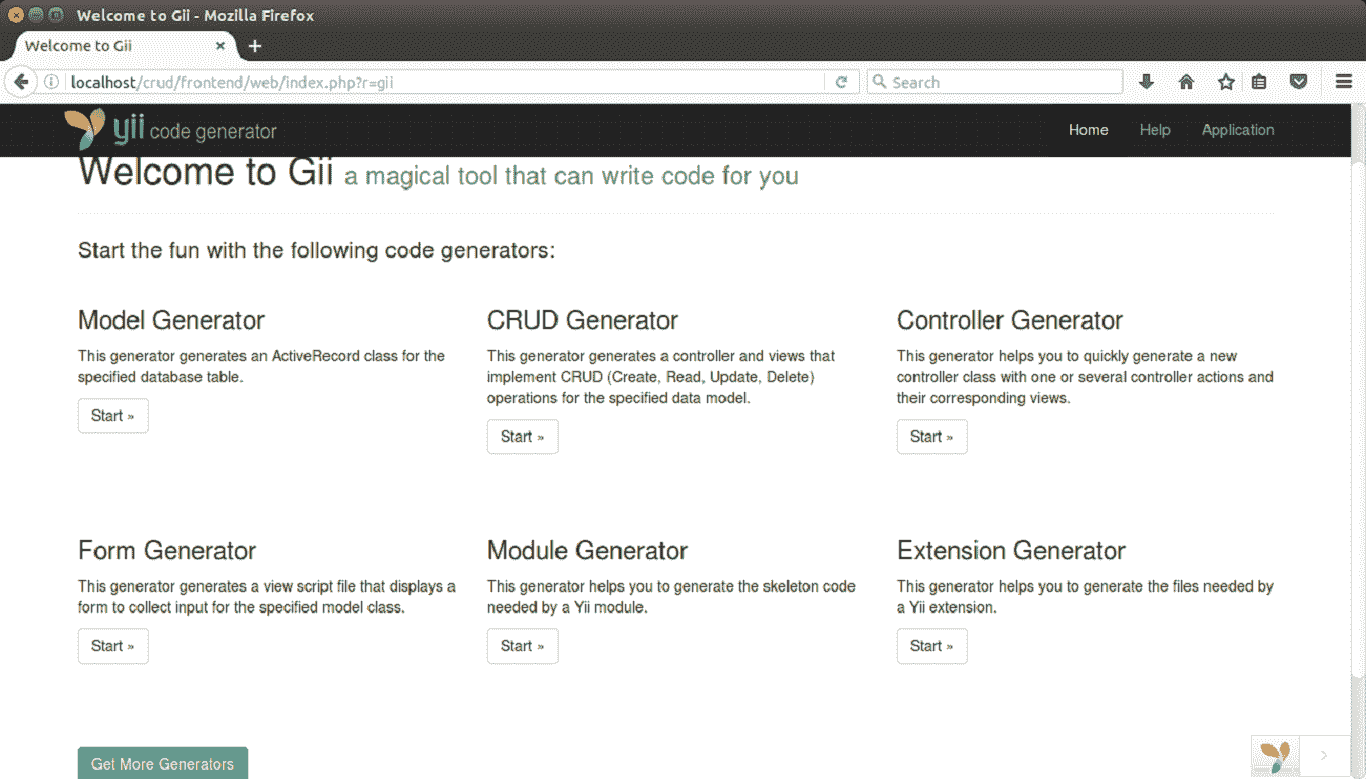 Welcome to Gii - Mozilla Firefox
Welcome to Gii × +
localhost/crud/frontend/web/index.php?r=gii
Search
yii code generator
Home Help Application
Welcome to Gii a magical tool that can write code for you
Start the fun with the following code generators:
Model Generator
This generator generates an ActiveRecord class for the
specified database table.
Start »
CRUD Generator
This generator generates a controller and views that
implement CRUD (Create, Read, Update, Delete)
operations for the specified data model.
Start »
Controller Generator
This generator helps you to quickly generate a new
controller class with one or several controller actions and
their corresponding views.
Start »
Form Generator
This generator generates a view script file that displays a
form to collect input for the specified model class.
Start »
Module Generator
This generator helps you to generate the skeleton code
needed by a Yii module.
Start »
Extension Generator
This generator helps you to generate the files needed by
a Yii extension.
Start »
Get More Generators